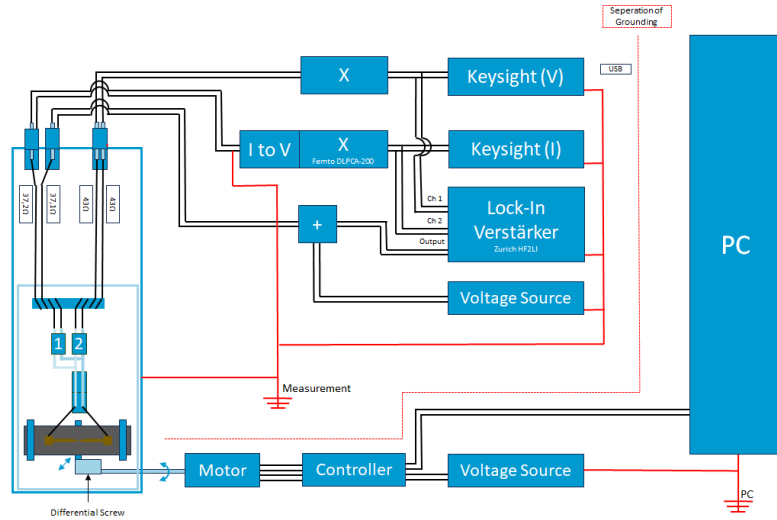 Seperation of
Grounding
X
Keysight (V)
USB
I to V
X
Femto DLPCA-200
Keysight (I)
37,2Ω
37,1Ω
43Ω
43Ω
Ch 1
Ch 2
Output
Lock-In
Verstärker
Zurich HF2LI
+
PC
Voltage Source
1
2
Measurement
Motor
Controller
Voltage Source
PC
Differential Screw